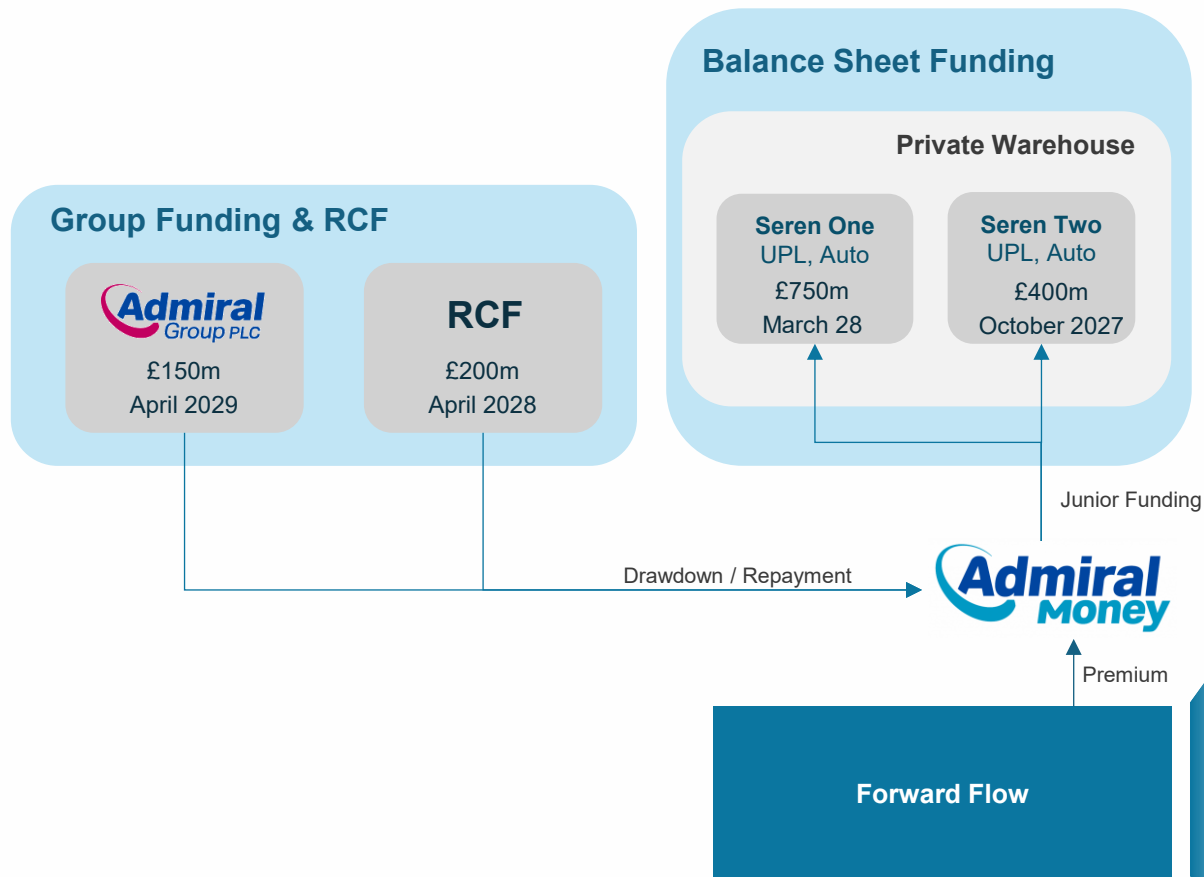 Balance Sheet Funding
Private Warehouse
Seren One
UPL, Auto
£750m
March 28
Seren Two
UPL, Auto
£400m
October 2027
Group Funding & RCF
Admiral
Group PLC
£150m
April 2029
RCF
£200m
April 2028
Junior Funding
Drawdown / Repayment
Admiral
Money
Premium
Forward Flow